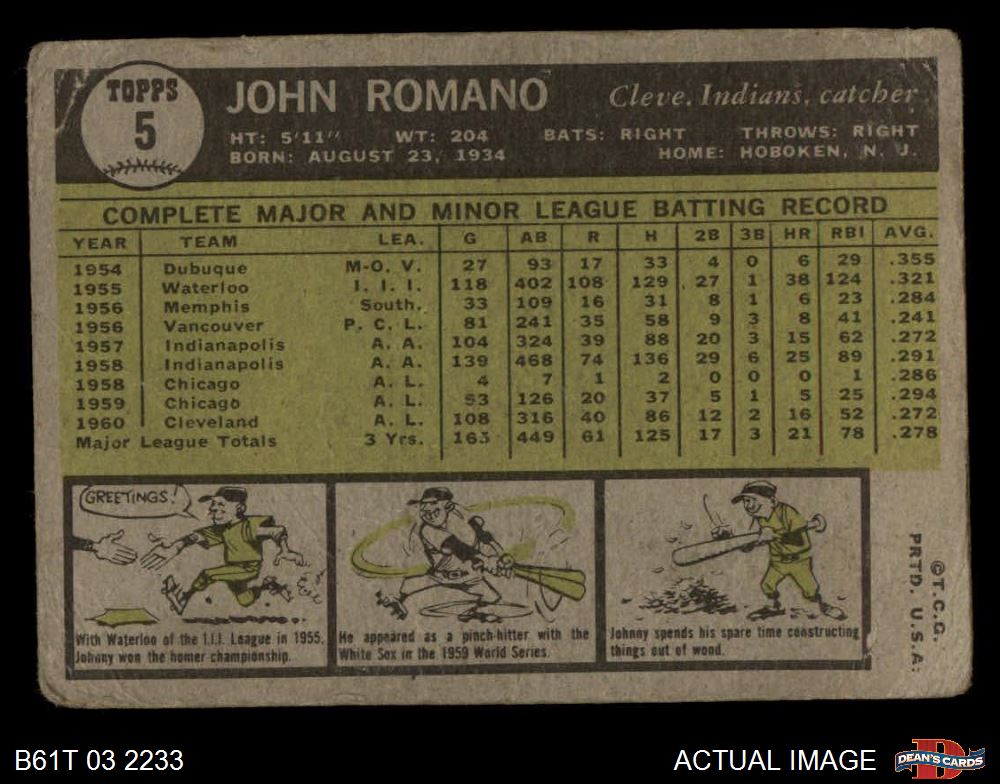 TOPPS
5
JOHN ROMANO Cleve. Indians, catcher
HT: 5'11" WT: 204 BATS: RIGHT THROWS: RIGHT
BORN: AUGUST 23, 1934 HOME: HOBOKEN, N. J.
COMPLETE MAJOR AND MINOR LEAGUE BATTING RECORD
YEAR TEAM LEA. G AB R H 2B 3B HR RBI AVG.
1954 Dubuque M-O. V. 27 93 17 33 4 0 6 29 .355
1955 Waterloo I. I. I. 118 402 108 129 27 1 38 124 .321
1956 Memphis South. 33 109 16 31 8 1 6 23 .284
1956 Vancouver P. C. L. 81 241 35 58 9 3 8 41 .241
1957 Indianapolis A. A. 104 324 39 88 20 3 15 62 .272
1958 Indianapolis A. A. 139 468 74 136 29 6 25 89 .291
1958 Chicago A. L. 4 7 1 2 0 0 0 1 .286
1959 Chicago A. L. 53 126 20 37 5 1 5 25 .294
1960 Cleveland A. L. 108 316 40 86 12 2 16 52 .272
Major League Totals 3 Yrs. 165 449 61 125 17 3 21 78 .278
GREETINGS!
With Waterloo of the I.I.I. League in 1955,
Johnny won the homer championship.
He appeared as a pinch-hitter with the
White Sox in the 1959 World Series.
Johnny spends his spare time constructing
things out of wood.
©T.C.G.
PRTD. U.S.A.
B61T 03 2233
ACTUAL IMAGE
DEAN'S CARDS